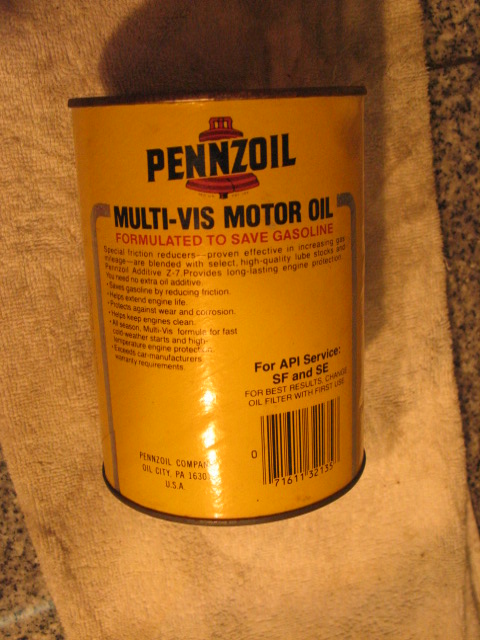 PENNZOIL
MULTI-VIS MOTOR OIL
FORMULATED TO SAVE GASOLINE
Special friction reducers—proven effective in increasing gas
mileage—are blended with select, high-quality lube stocks and
Pennzoil Additive Z-7. Provides long-lasting engine protection.
You need no extra oil additive.
• Saves gasoline by reducing friction.
• Helps extend engine life.
• Protects against wear and corrosion.
• Helps keep engines clean.
• All season, Multi-Vis formula for fast
cold-weather starts and high-
temperature engine protection.
• Exceeds car-manufacturers
warranty requirements.
For API Service:
SF and SE
FOR BEST RESULTS, CHANGE
OIL FILTER WITH FIRST USE.
PENNZOIL COMPANY
OIL CITY, PA 1630
U.S.A.
0 71611 32135